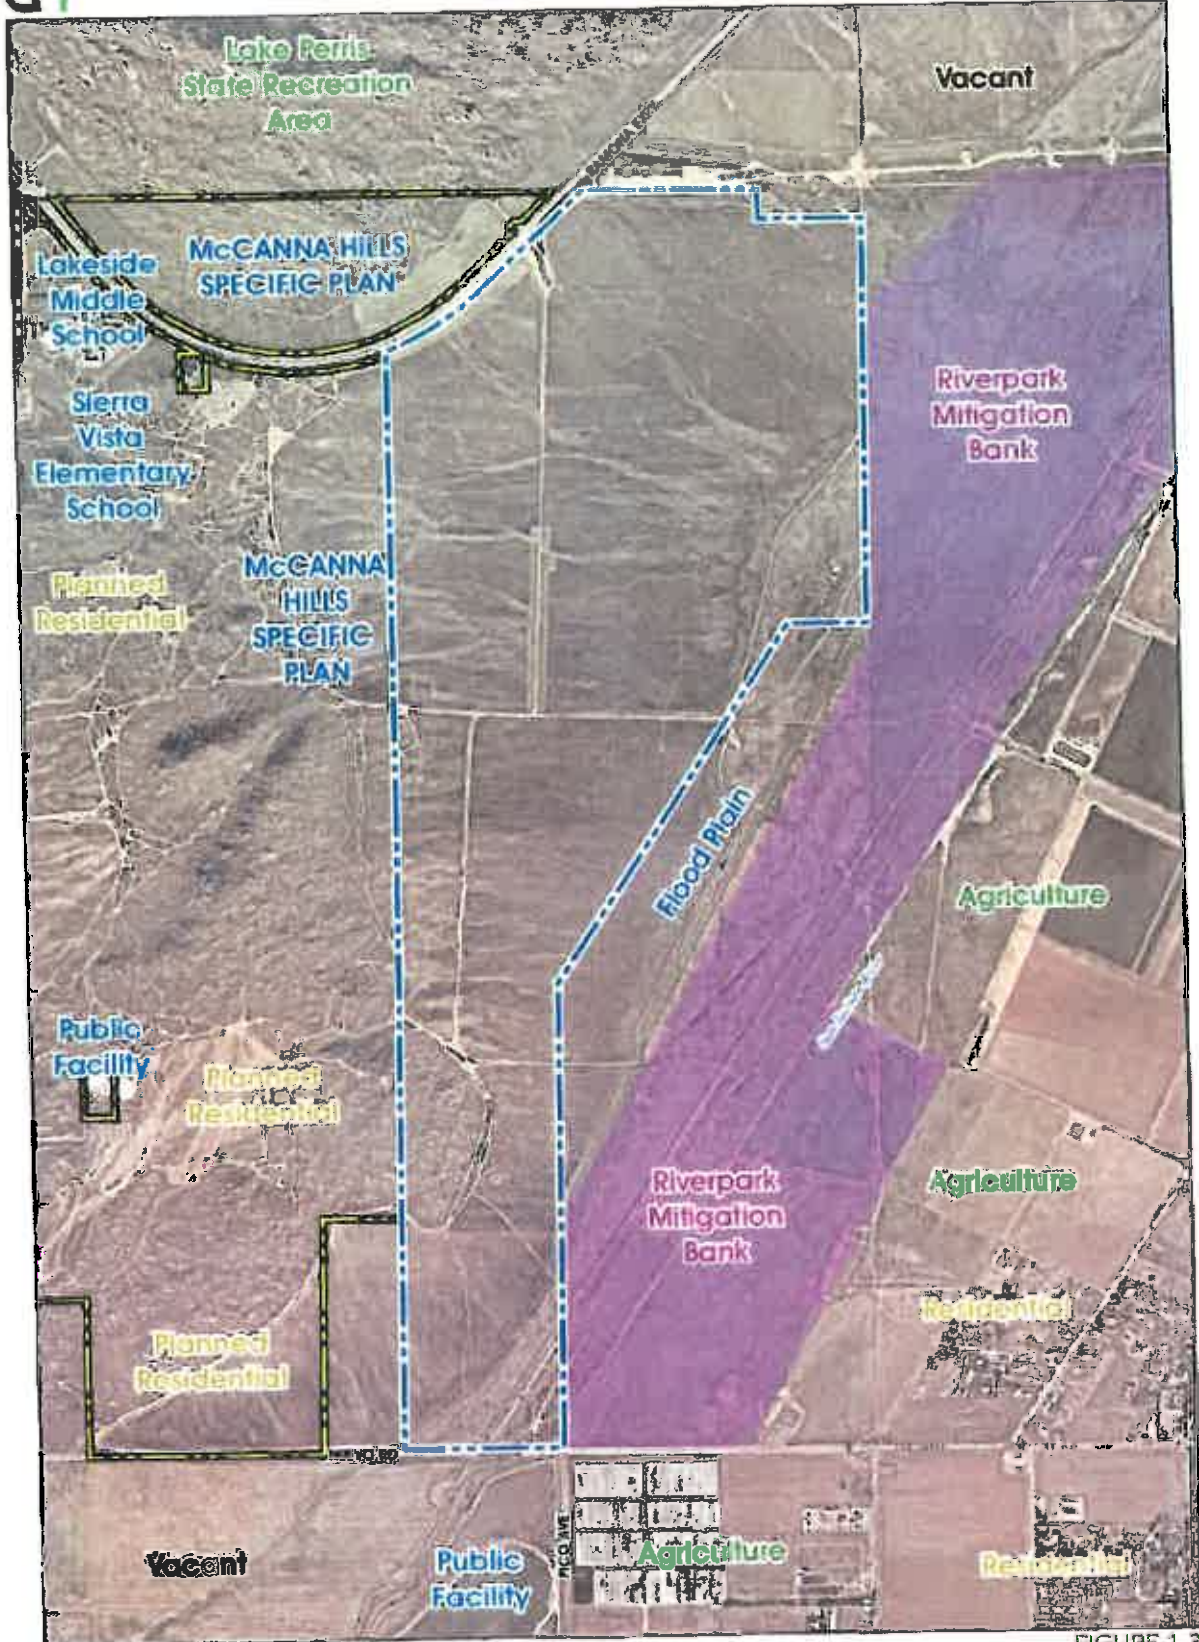 Lake Perris
State Recreation
Area
Vacant
McCANNA HILLS
SPECIFIC PLAN
Lakeside
Middle
School
Sierra
Vista
Elementary
School
Riverpark
Mitigation
Bank
McCANNA
HILLS
SPECIFIC
PLAN
Planned
Residential
Flood Plain
Agriculture
Public
Facility
Planned
Residential
Riverpark
Mitigation
Bank
Agriculture
Residential
Planned
Residential
Vacant
Public
Facility
PICO AVE
Agriculture
Residential